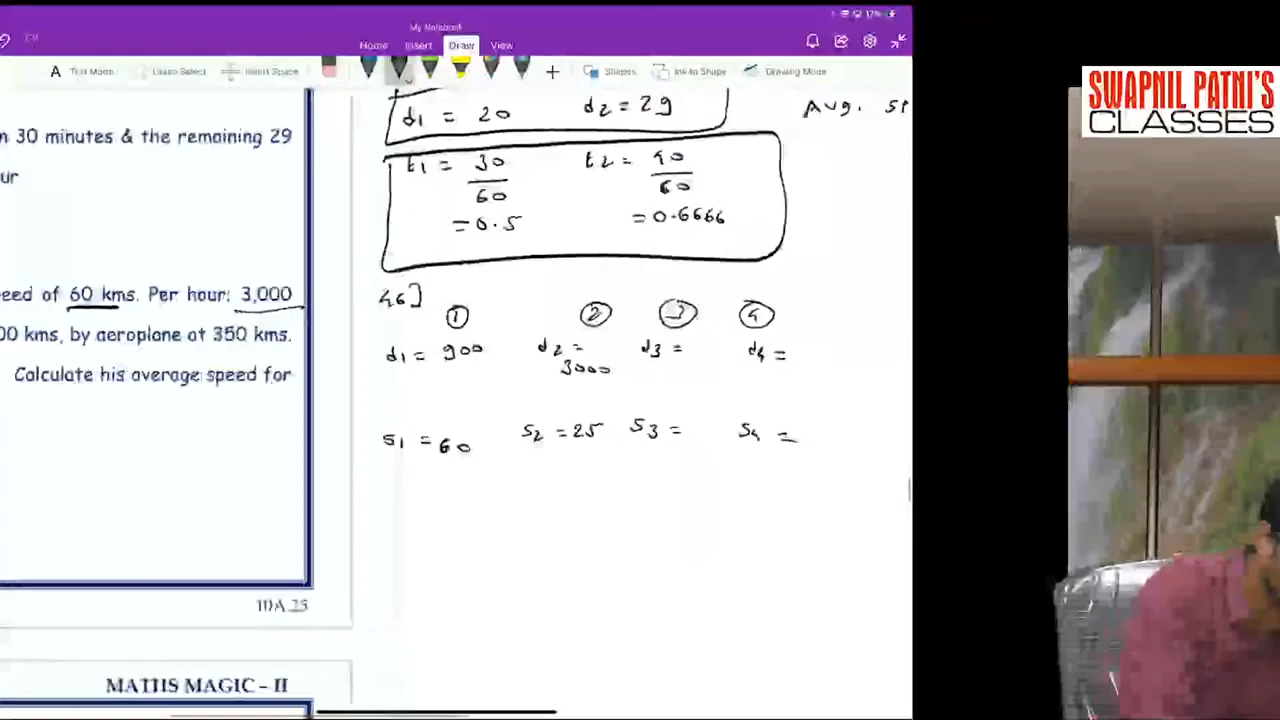 My Notebook
17%
Home Insert Draw View
Text Mode Lasso Select Insert Space Shapes Ink to Shape Drawing Mode
SWAPNIL PATNI'S
CLASSES
n 30 minutes & the remaining 29
ur
eed of 60 kms. Per hour; 3,000
00 kms, by aeroplane at 350 kms.
Calculate his average speed for
MATHS MAGIC - II
d1 = 20 d2 = 29
Avg. SP
t1 = 30/60 t2 = 40/60
= 0.5 = 0.6666
46]
① ② ③ ④
d1 = 900 d2 = 3000 d3 = d4 =
S1 = 60 S2 = 25 S3 = S4 =